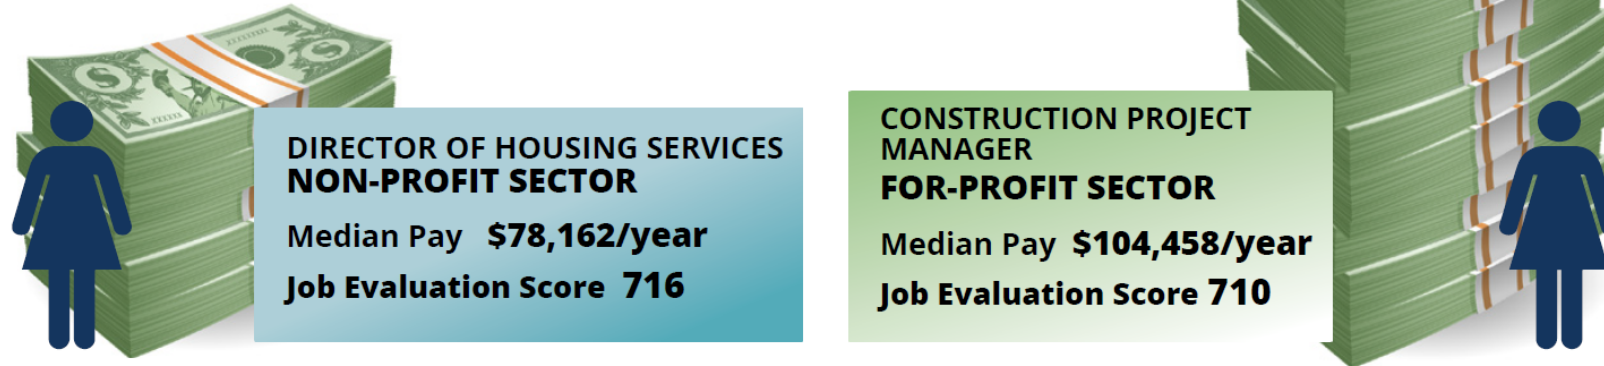 DIRECTOR OF HOUSING SERVICES
NON-PROFIT SECTOR
Median Pay $78,162/year
Job Evaluation Score 716
CONSTRUCTION PROJECT
MANAGER
FOR-PROFIT SECTOR
Median Pay $104,458/year
Job Evaluation Score 710